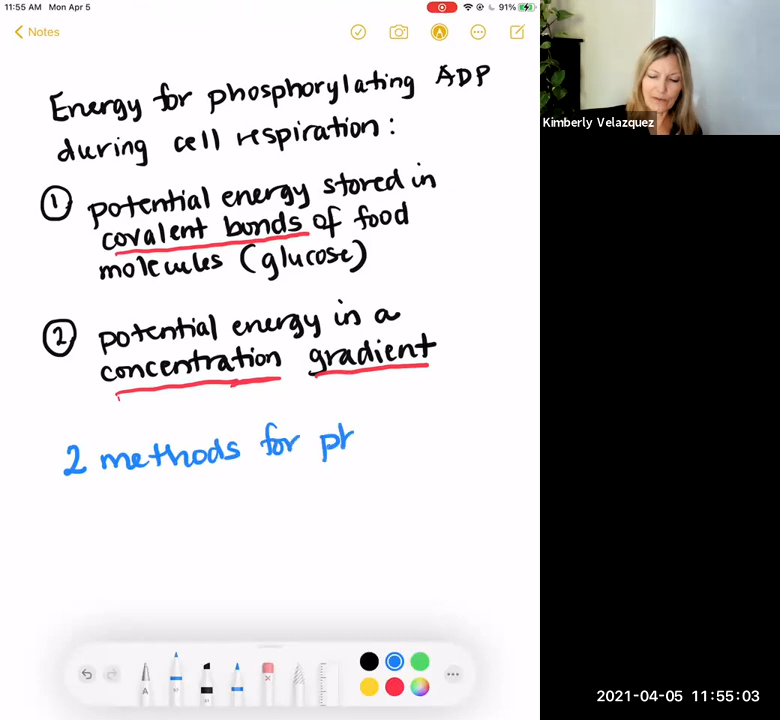 11:55 AM Mon Apr 5
91%
Notes
Energy for phosphorylating ADP
during cell respiration:
1 potential energy stored in
covalent bonds of food
molecules (glucose)
2 potential energy in a
concentration gradient
2 methods for ph
Kimberly Velazquez
A
2021-04-05 11:55:03